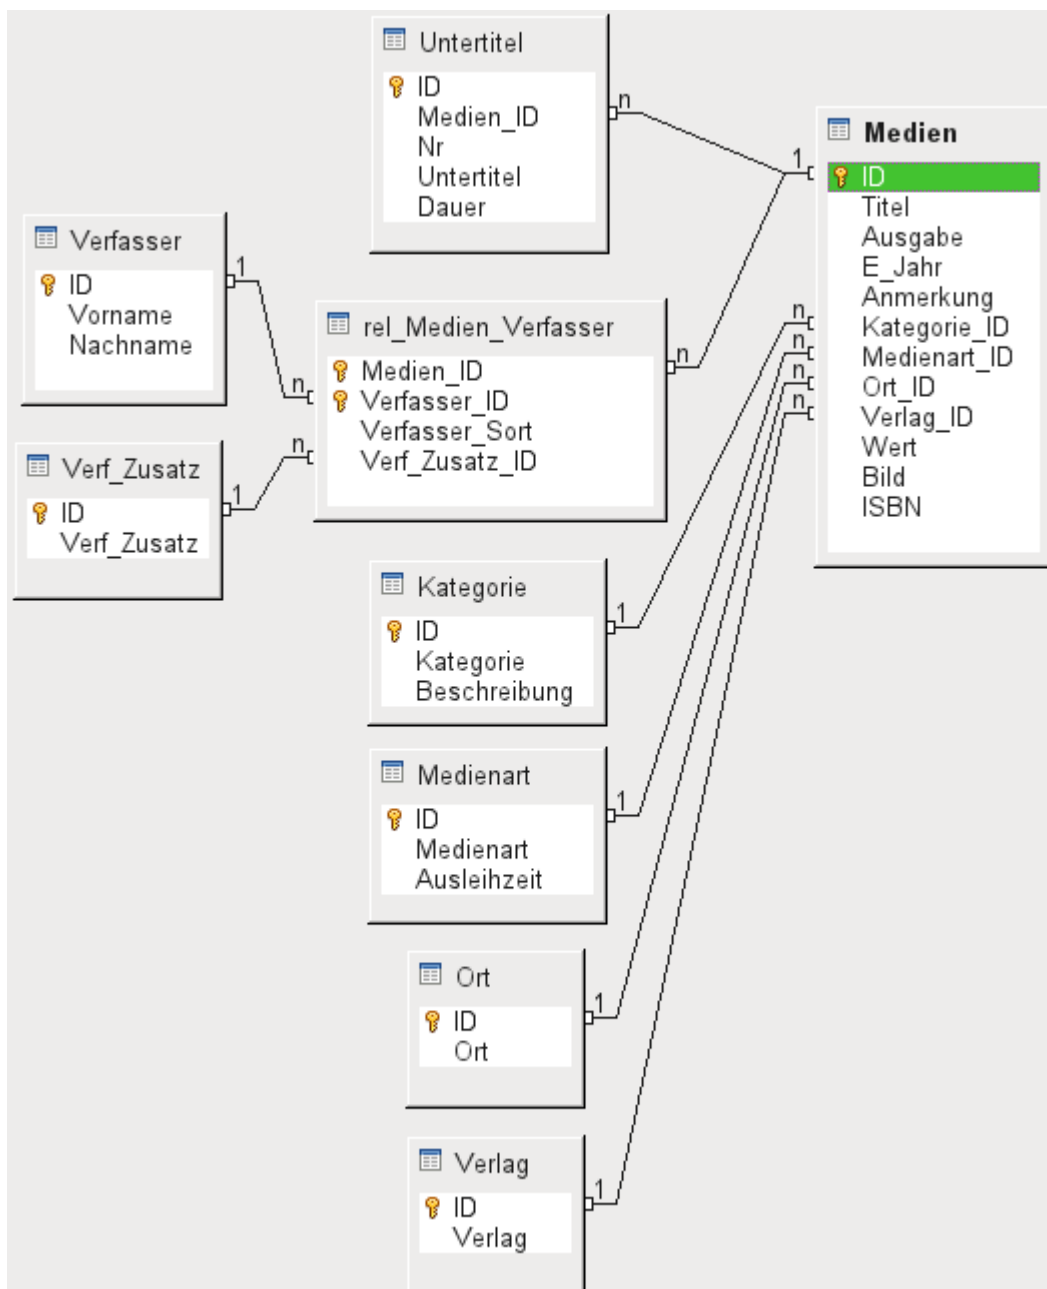 Untertitel
ID
Medien_ID
Nr
Untertitel
Dauer
n
1
Medien
ID
Titel
Ausgabe
E_Jahr
Anmerkung
Kategorie_ID
Medienart_ID
Ort_ID
Verlag_ID
Wert
Bild
ISBN
n
n
n
n
Verfasser
ID
Vorname
Nachname
1
n
rel_Medien_Verfasser
Medien_ID
Verfasser_ID
Verfasser_Sort
Verf_Zusatz_ID
n
Verf_Zusatz
ID
Verf_Zusatz
1
n
Kategorie
ID
Kategorie
Beschreibung
1
Medienart
ID
Medienart
Ausleihzeit
1
Ort
ID
Ort
1
Verlag
ID
Verlag
1